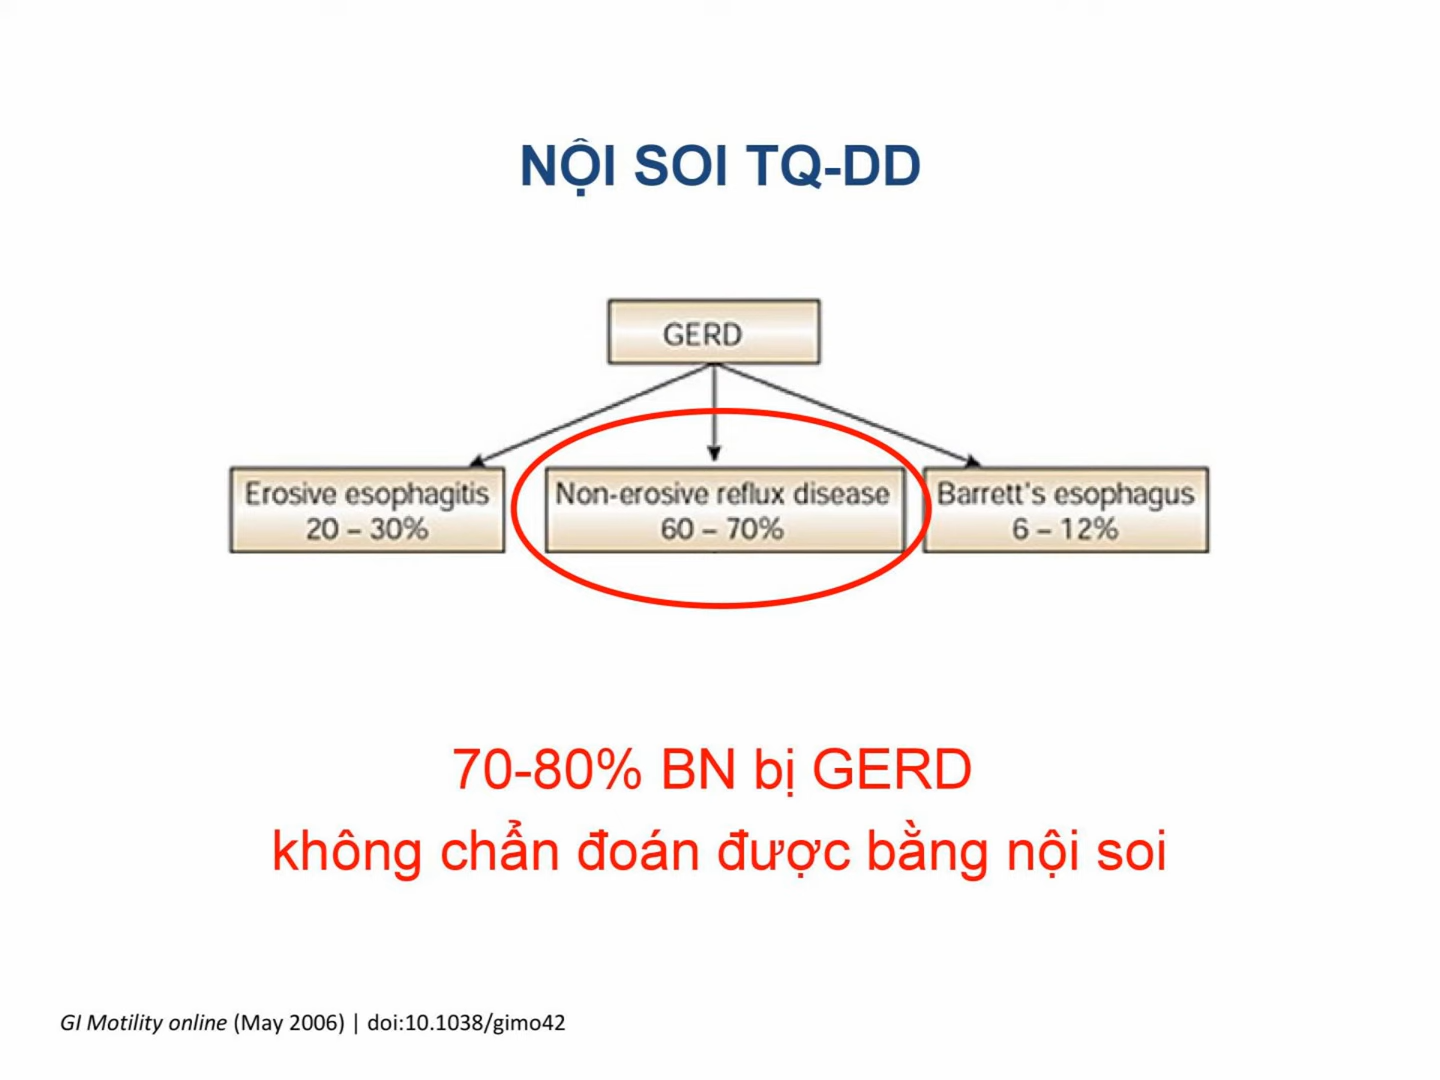 NỘI SOI TQ-DD
GERD
Erosive esophagitis
20 – 30%
Non-erosive reflux disease
60 – 70%
Barrett's esophagus
6 – 12%
70-80% BN bị GERD
không chẩn đoán được bằng nội soi
GI Motility online (May 2006) | doi:10.1038/gimo42